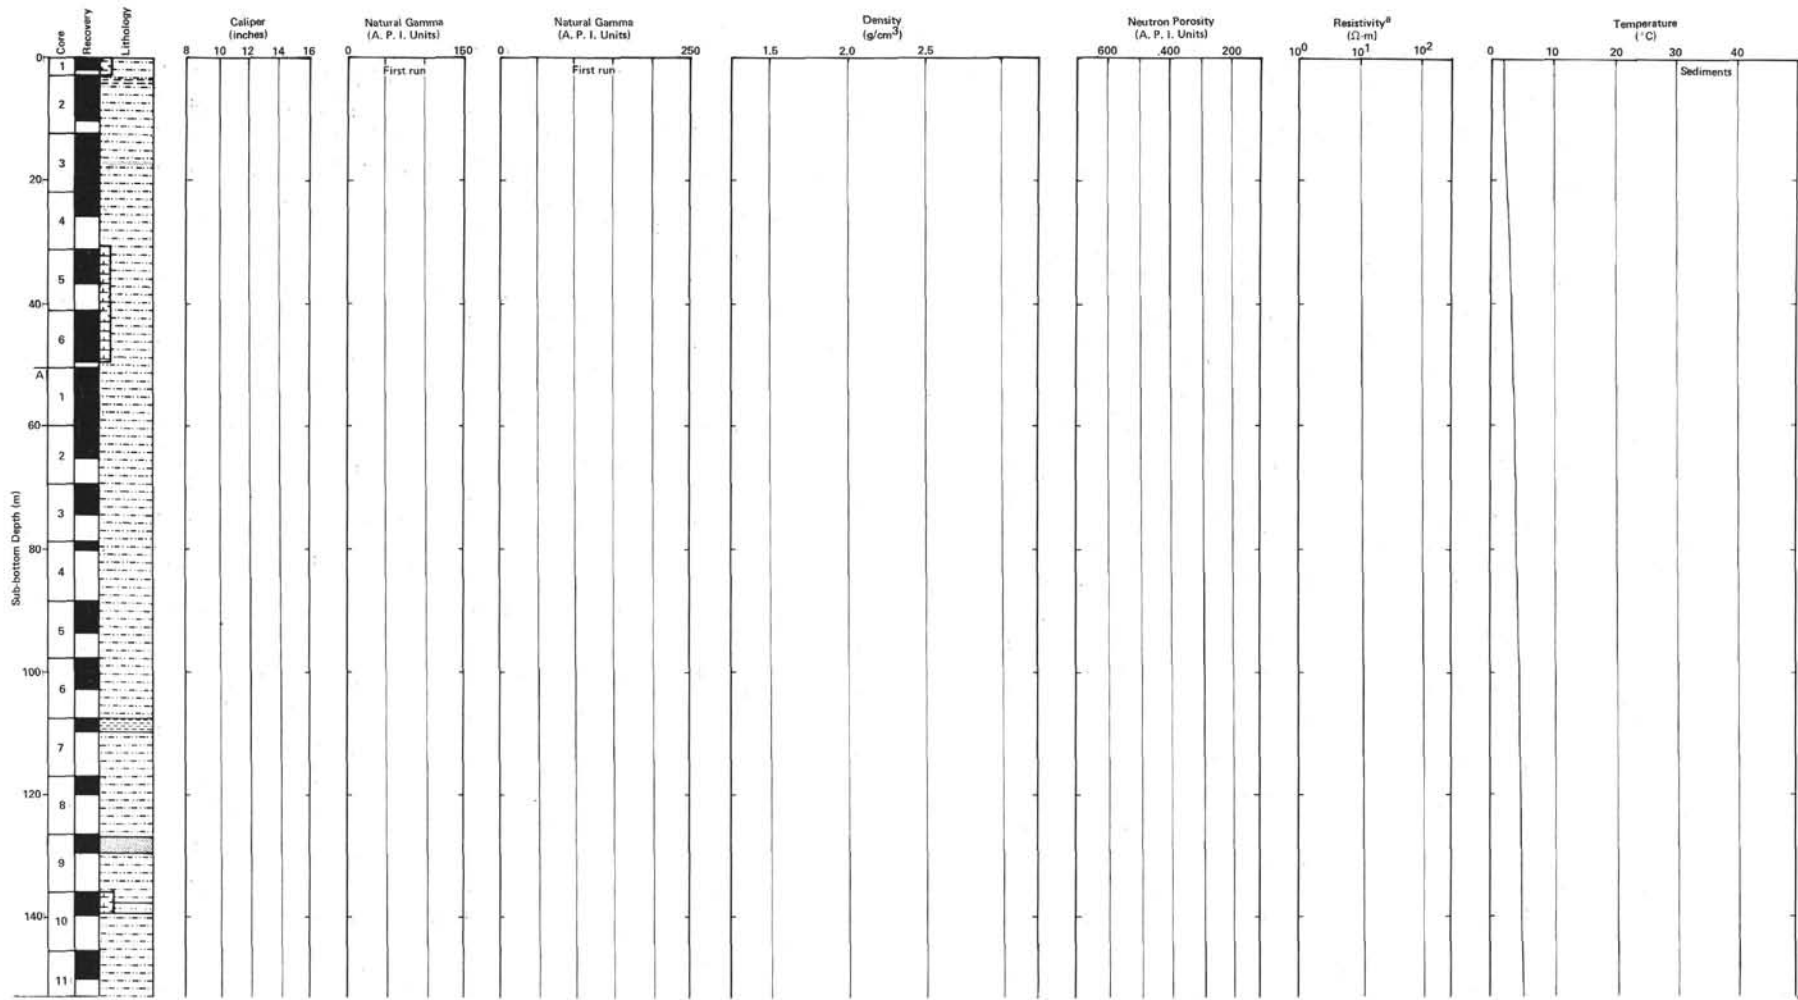 Core
Recovery
Lithology
Caliper
(inches)
8 10 12 14 16
Natural Gamma
(A. P. I. Units)
0 150
First run
Natural Gamma
(A. P. I. Units)
0 250
First run
Density
(g/cm3)
1.5 2.0 2.5
Neutron Porosity
(A. P. I. Units)
600 400 200
Resistivitya
(Ω-m)
100 101 102
Temperature
(°C)
0 10 20 30 40
Sediments
Sub-bottom Depth (m)
0
20
40
A
60
80
100
120
140
1
2
3
4
5
6
1
2
3
4
5
6
7
8
9
10
11